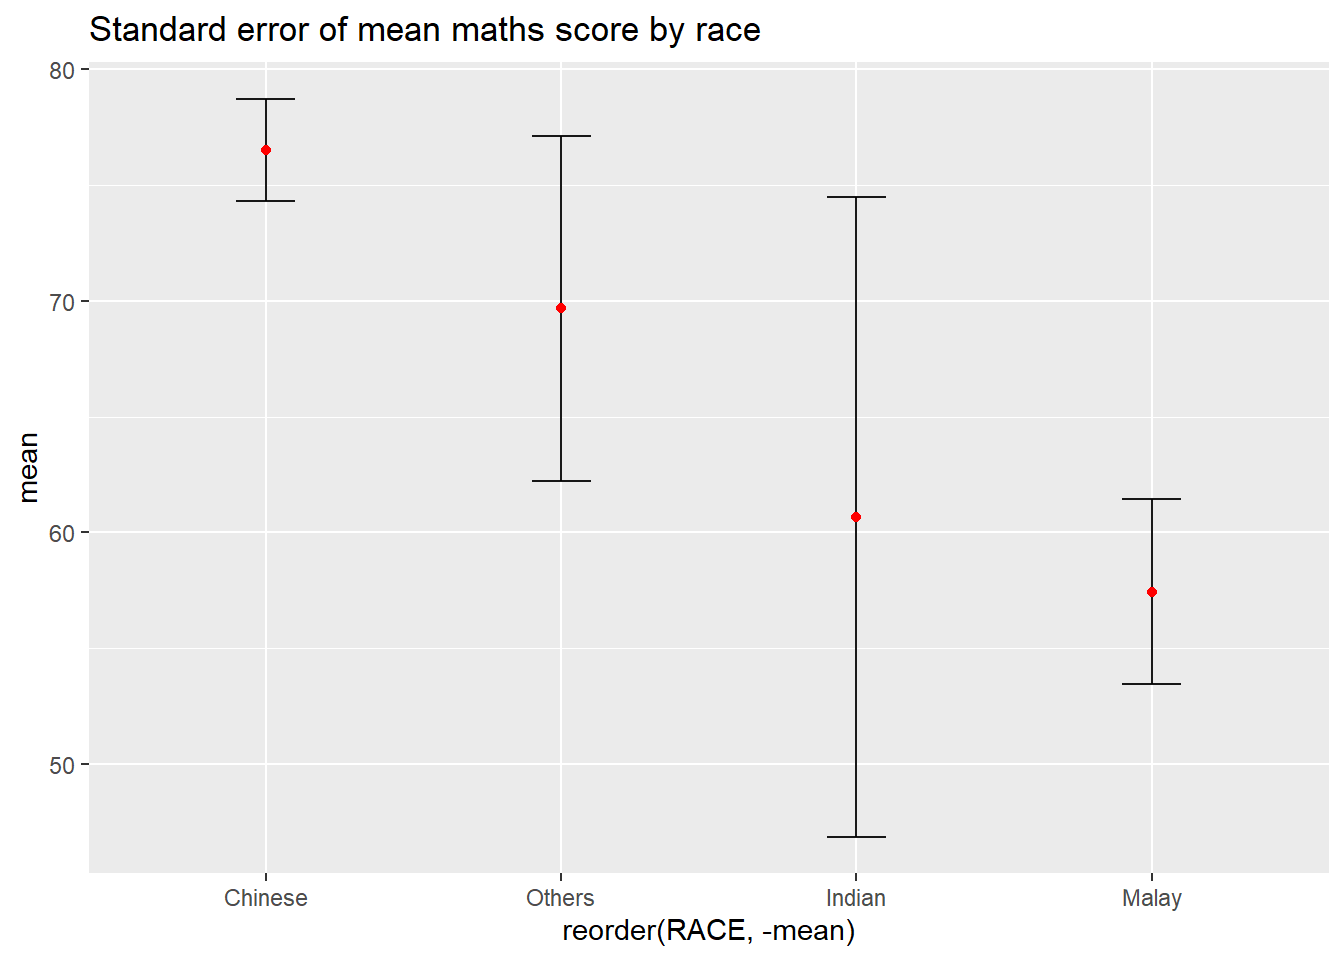 Standard error of mean maths score by race
80
70
60
50
mean
Chinese Others Indian Malay
reorder(RACE, -mean)